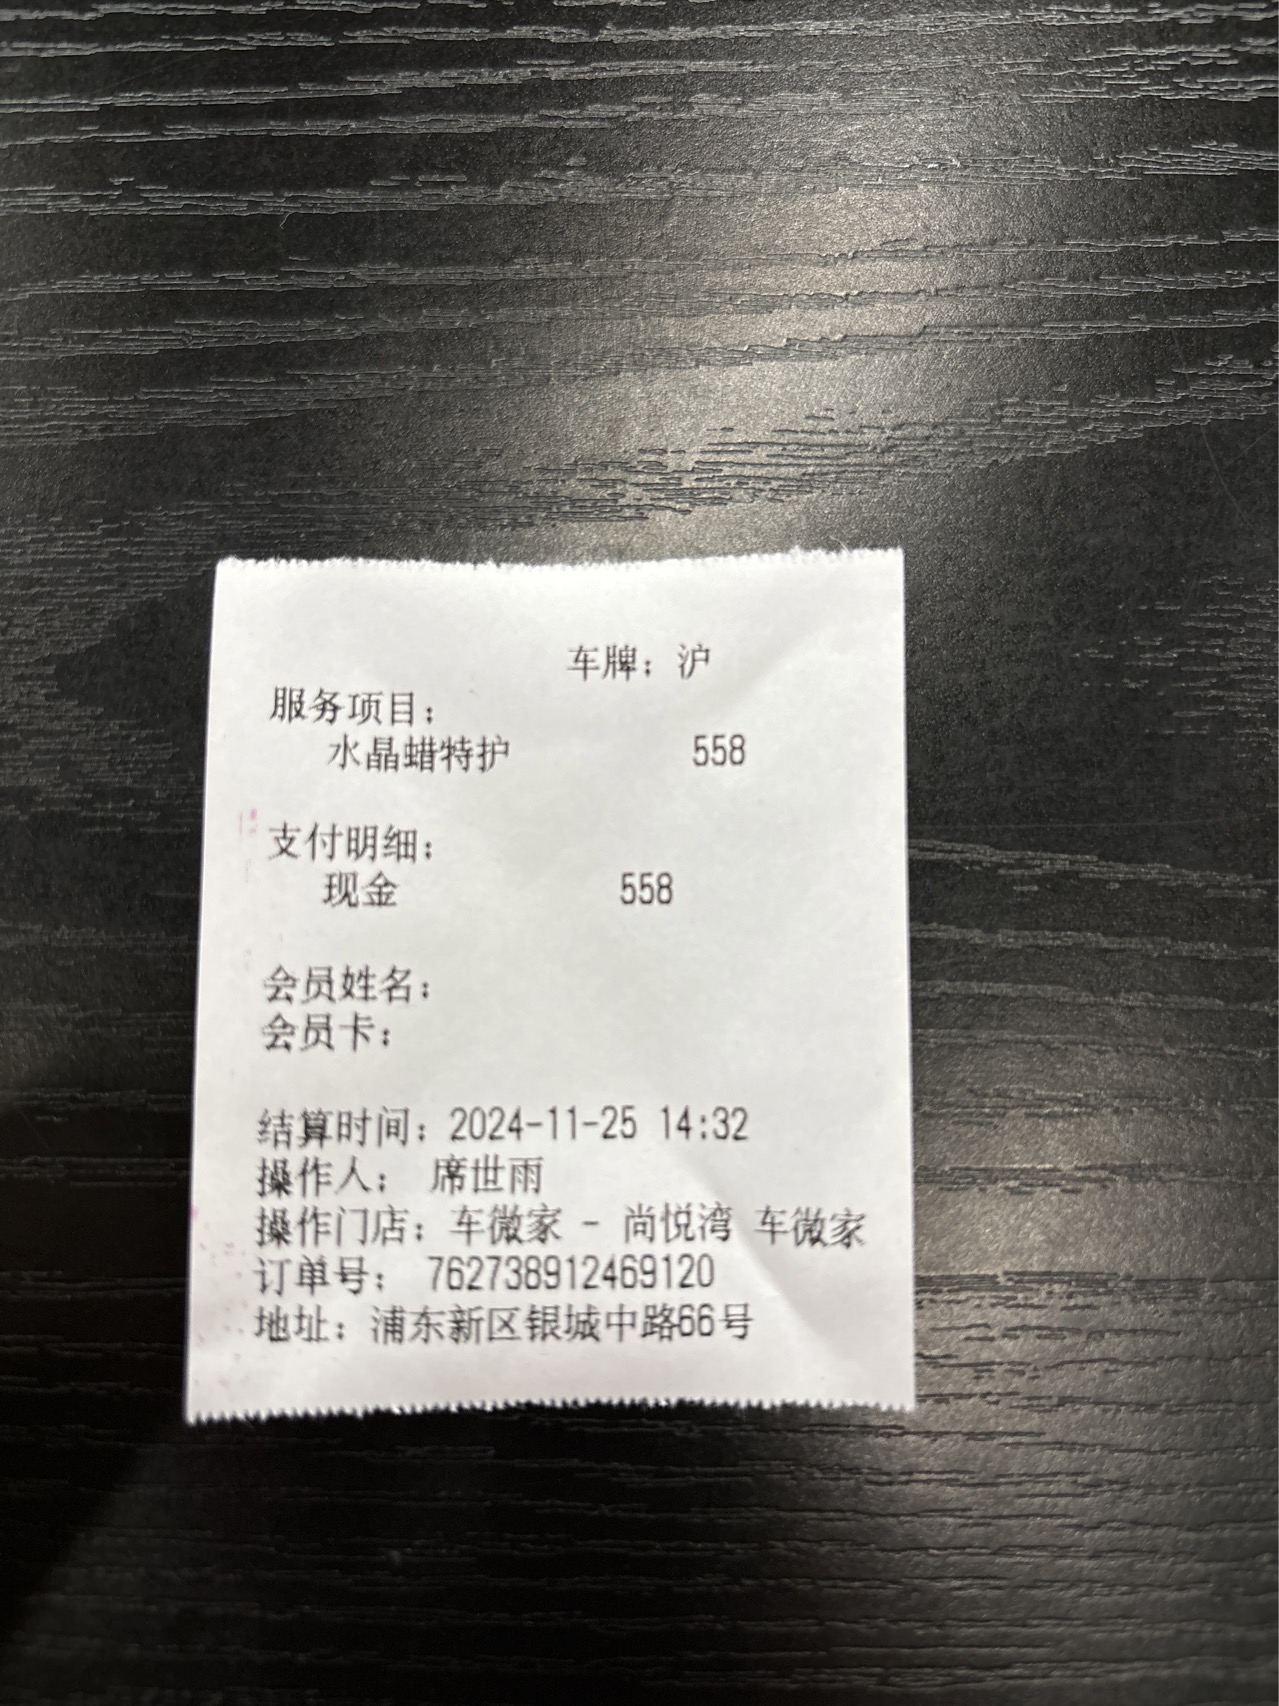 车牌：沪
服务项目：
水晶蜡特护 558
支付明细：
现金 558
会员姓名：
会员卡：
结算时间：2024-11-25 14:32
操作人： 席世雨
操作门店：车微家 - 尚悦湾 车微家
订单号： 762738912469120
地址：浦东新区银城中路66号